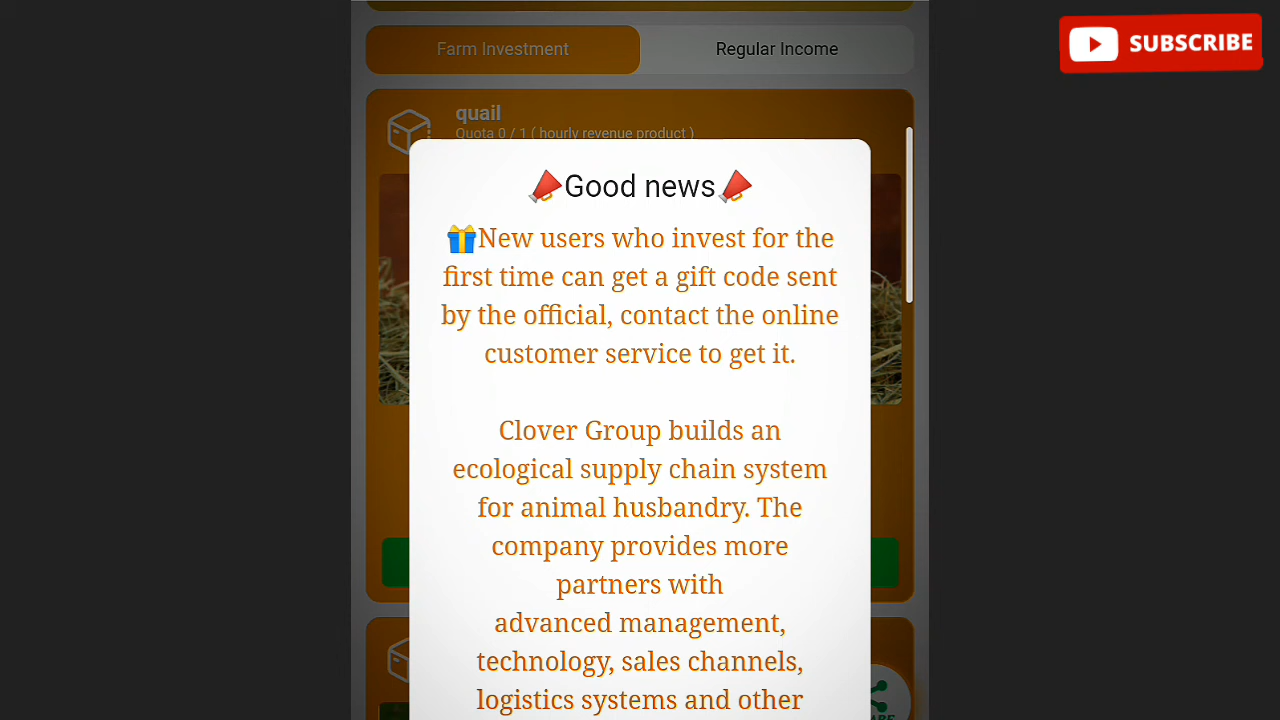 SUBSCRIBE
Farm Investment
Regular Income
quail
Quota 0 / 1 ( hourly revenue product )
📣Good news📣
🎁New users who invest for the
first time can get a gift code sent
by the official, contact the online
customer service to get it.
Clover Group builds an
ecological supply chain system
for animal husbandry. The
company provides more
partners with
advanced management,
technology, sales channels,
logistics systems and other